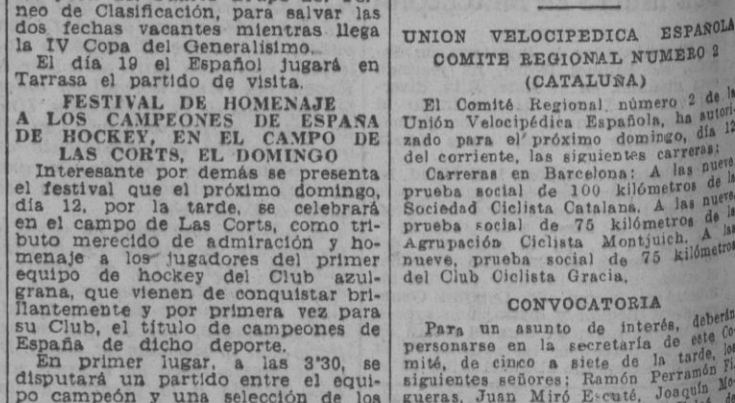 neo de Clasificación, para salvar las
dos fechas vacantes mientras llega
la IV Copa del Generalísimo.
El día 19 el Español jugará en
Tarrasa el partido de visita.
FESTIVAL DE HOMENAJE
A LOS CAMPEONES DE ESPAÑA
DE HOCKEY, EN EL CAMPO DE
LAS CORTS, EL DOMINGO
Interesante por demás se presenta
el festival que el próximo domingo,
día 12, por la tarde, se celebrará
en el campo de Las Corts, como tri-
buto merecido de admiración y ho-
menaje a los jugadores del primer
equipo de hockey del Club azul-
grana, que vienen de conquistar bri-
llantemente y por primera vez para
su Club, el título de campeones de
España de dicho deporte.
En primer lugar, a las 3'30, se
disputará un partido entre el equi-
po campeón y una selección de los
UNION VELOCIPEDICA ESPAÑOLA
COMITE REGIONAL NUMERO 2
(CATALUÑA)
El Comité Regional número 2 de la
Unión Velocipédica Española, ha autori-
zado para el próximo domingo, día 12
del corriente, las siguientes carreras:
Carreras en Barcelona: A las nueve,
prueba social de 100 kilómetros de la
Sociedad Ciclista Catalana. A las nueve,
prueba social de 75 kilómetros de la
Agrupación Ciclista Montjuich. A las
nueve, prueba social de 75 kilómetros
del Club Ciclista Gracia.
CONVOCATORIA
Para un asunto de interés, deberán
personarse en la secretaría de este Co-
mité, de cinco a siete de la tarde, los
siguientes señores: Ramón Perramón Fi-
gueras, Juan Miró Escuté, Joaquín